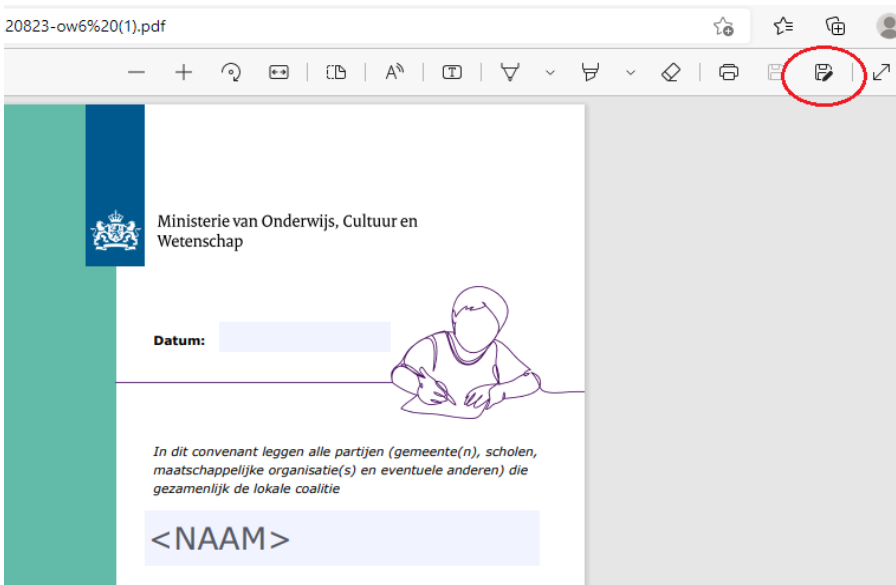 20823-ow6%20(1).pdf
Ministerie van Onderwijs, Cultuur en
Wetenschap
Datum:
In dit convenant leggen alle partijen (gemeente(n), scholen,
maatschappelijke organisatie(s) en eventuele anderen) die
gezamenlijk de lokale coalitie
<NAAM>